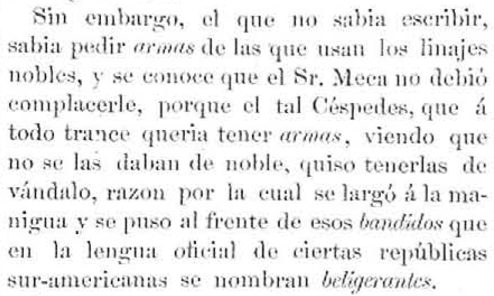 Sin embargo, el que no sabia escribir,
sabia pedir armas de las que usan los linajes
nobles, y se conoce que el Sr. Meca no debió
complacerle, porque el tal Céspedes, que á
todo trance queria tener armas, viendo que
no se las daban de noble, quiso tenerlas de
vándalo, razon por la cual se largó á la ma-
nigua y se puso al frente de esos bandidos que
en la lengua oficial de ciertas repúblicas
sur-americanas se nombran beligerantes.